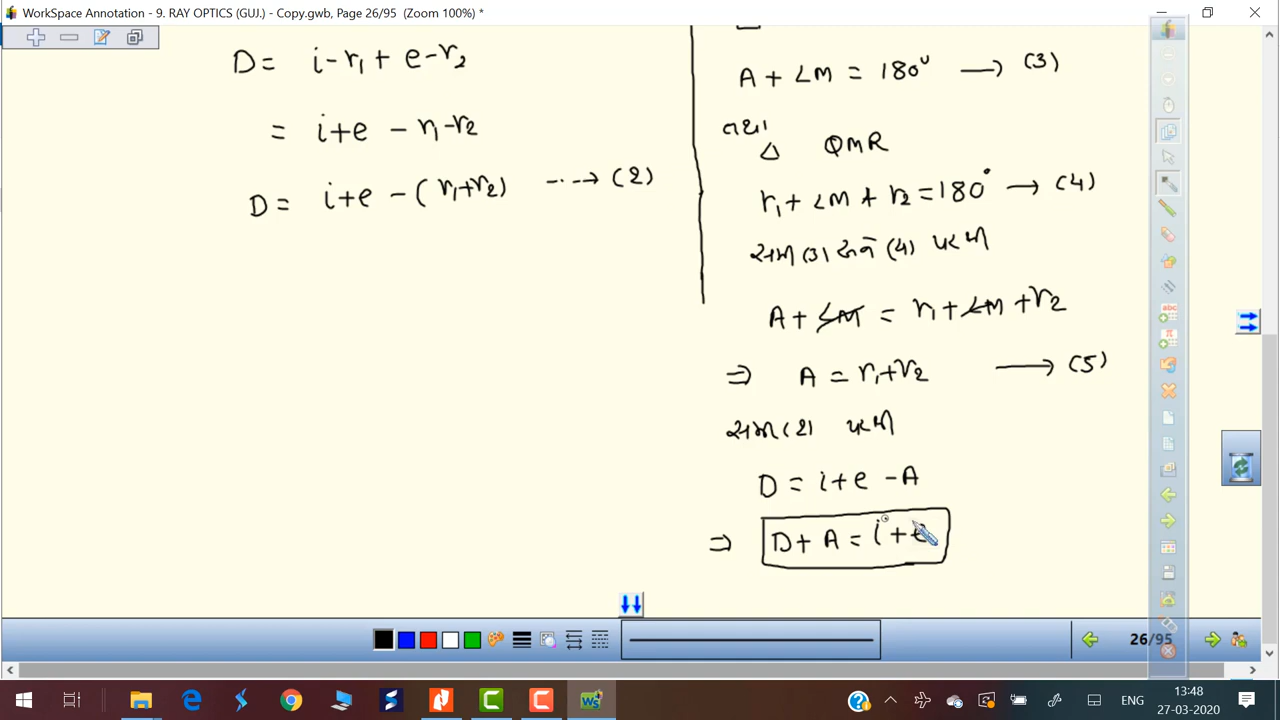 WorkSpace Annotation - 9. RAY OPTICS (GUJ.) - Copy.gwb, Page 26/95 (Zoom 100%) *
D = i-r₁ + e-r₂
= i+e - r₁-r₂
D = i+e - (r₁+r₂) ---→ (2)
A + ∠M = 180° → (3)
તથા
△ QMR
r₁ + ∠M + r₂ = 180° → (4)
સમી (3) અને (4) પરથી
A + ∠M = r₁ + ∠M + r₂
⇒ A = r₁+r₂ → (5)
સમી (2) પરથી
D = i+e -A
⇒ D+ A = i + e
26/95
ENG
13:48
27-03-2020